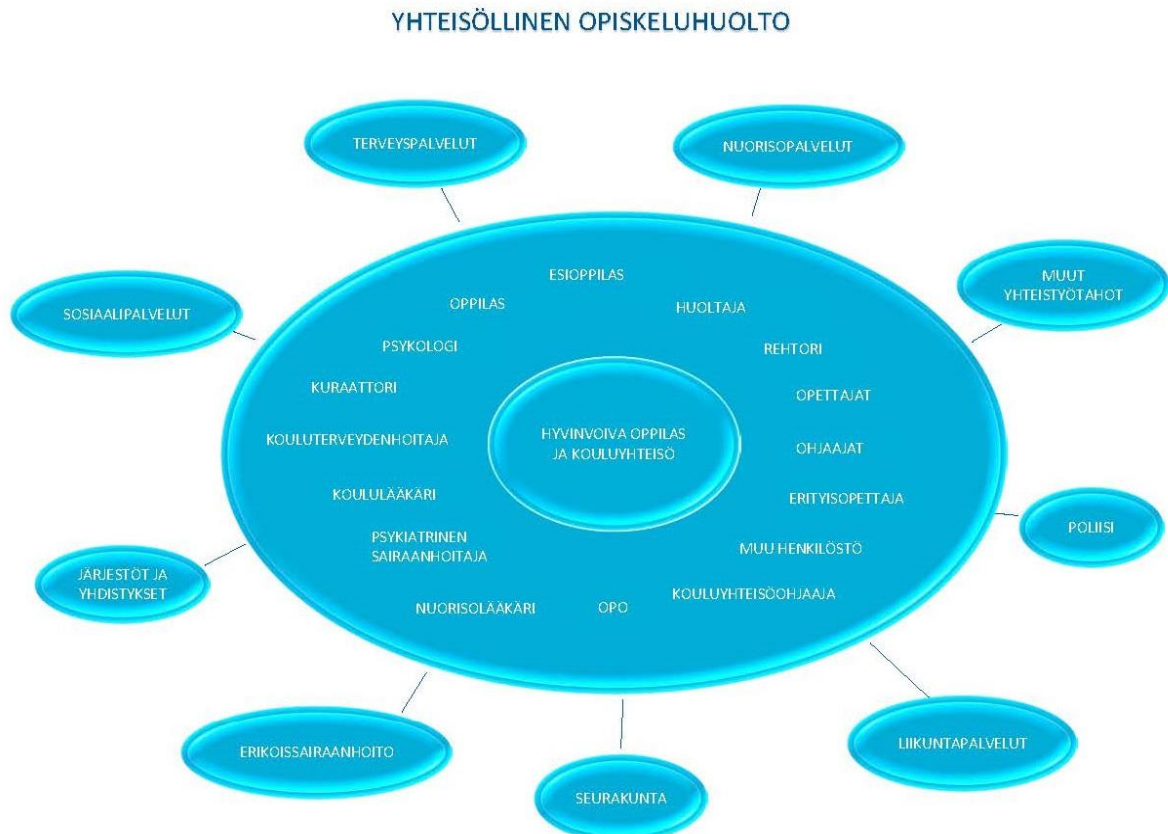 YHTEISÖLLINEN OPISKELUHUOLTO
TERVEYSPALVELUT
NUORISOPALVELUT
SOSIAALIPALVELUT
MUUT
YHTEISTYÖTAHOT
ESIOPPILAS
OPPILAS
HUOLTAJA
PSYKOLOGI
REHTORI
KURAATTORI
OPETTAJAT
KOULUTERVEYDENHOITAJA
HYVINVOIVA OPPILAS
JA KOULUYHTEISÖ
OHJAAJAT
KOULULÄÄKÄRI
ERITYISOPETTAJA
PSYKIATRINEN
SAIRAANHOITAJA
MUU HENKILÖSTÖ
NUORISOLÄÄKÄRI
OPO
KOULUYHTEISÖOHJAAJA
POLIISI
JÄRJESTÖT JA
YHDISTYKSET
ERIKOISSAIRAANHOITO
SEURAKUNTA
LIIKUNTAPALVELUT